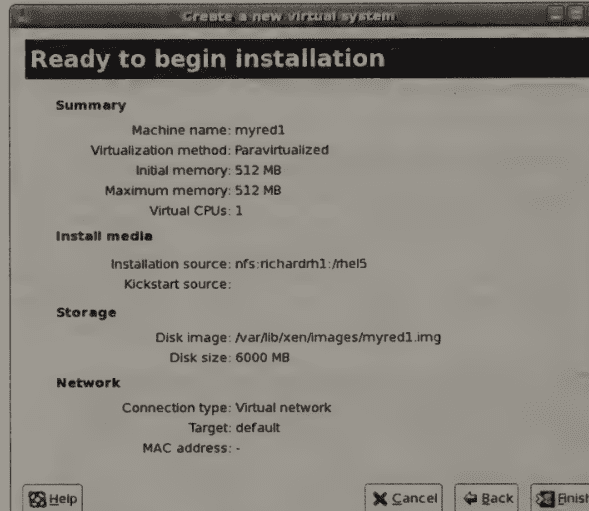 Create a new virtual system
Ready to begin installation
Summary
Machine name: myred1
Virtualization method: Paravirtualized
Initial memory: 512 MB
Maximum memory: 512 MB
Virtual CPUs: 1
Install media
Installation source: nfs:richardrh1:/rhel5
Kickstart source:
Storage
Disk image: /var/lib/xen/images/myred1.img
Disk size: 6000 MB
Network
Connection type: Virtual network
Target: default
MAC address: -
Help Cancel Back Finish